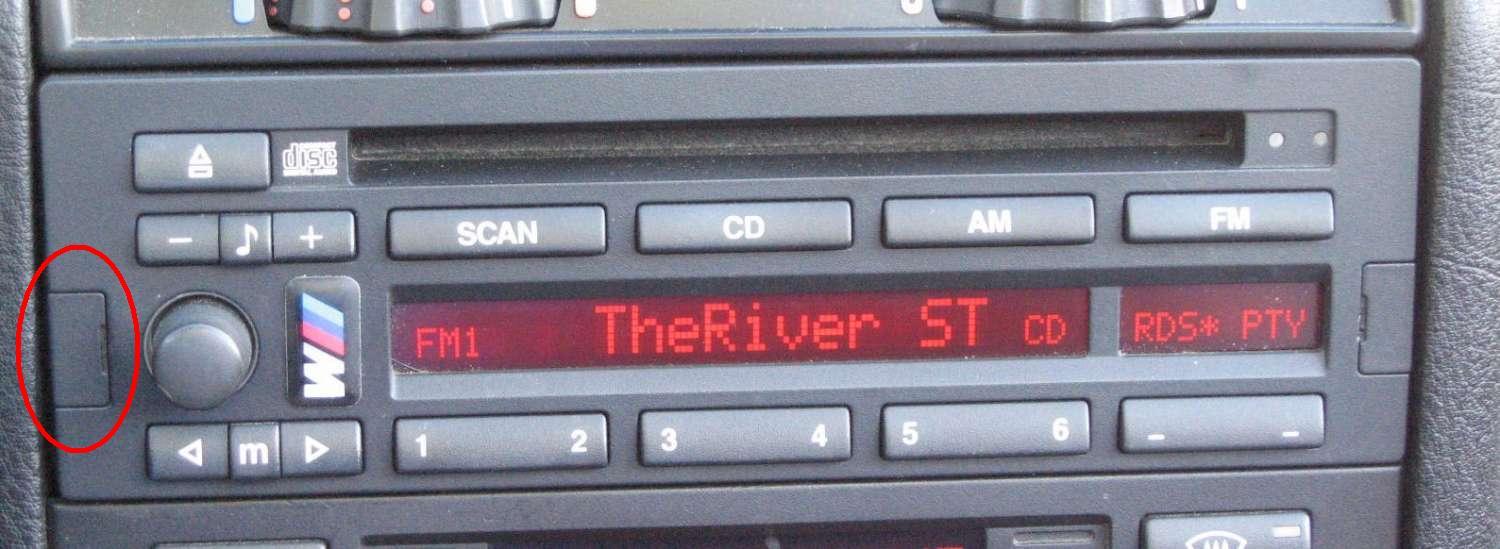 disc
- ♪ +
SCAN CD AM FM
FM1 TheRiver ST CD RDS* PTY
M
m
1 2 3 4 5 6 - -